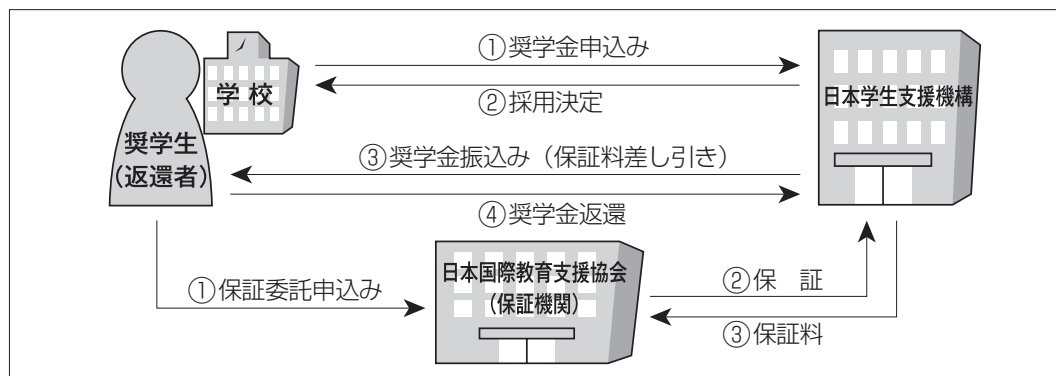 ①奨学金申込み
学校
②採用決定
日本学生支援機構
奨学生
(返還者)
③奨学金振込み(保証料差し引き)
④奨学金返還
日本国際教育支援協会
(保証機関)
①保証委託申込み
②保　証
③保証料